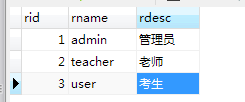 rid rname rdesc
1 admin 管理员
2 teacher 老师
3 user 考生